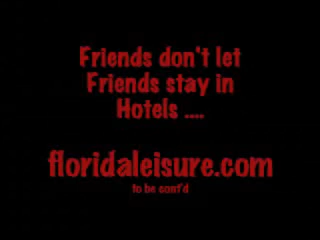 Friends don't let
Friends stay in
Hotels ....
floridaleisure.com
to be cont'd